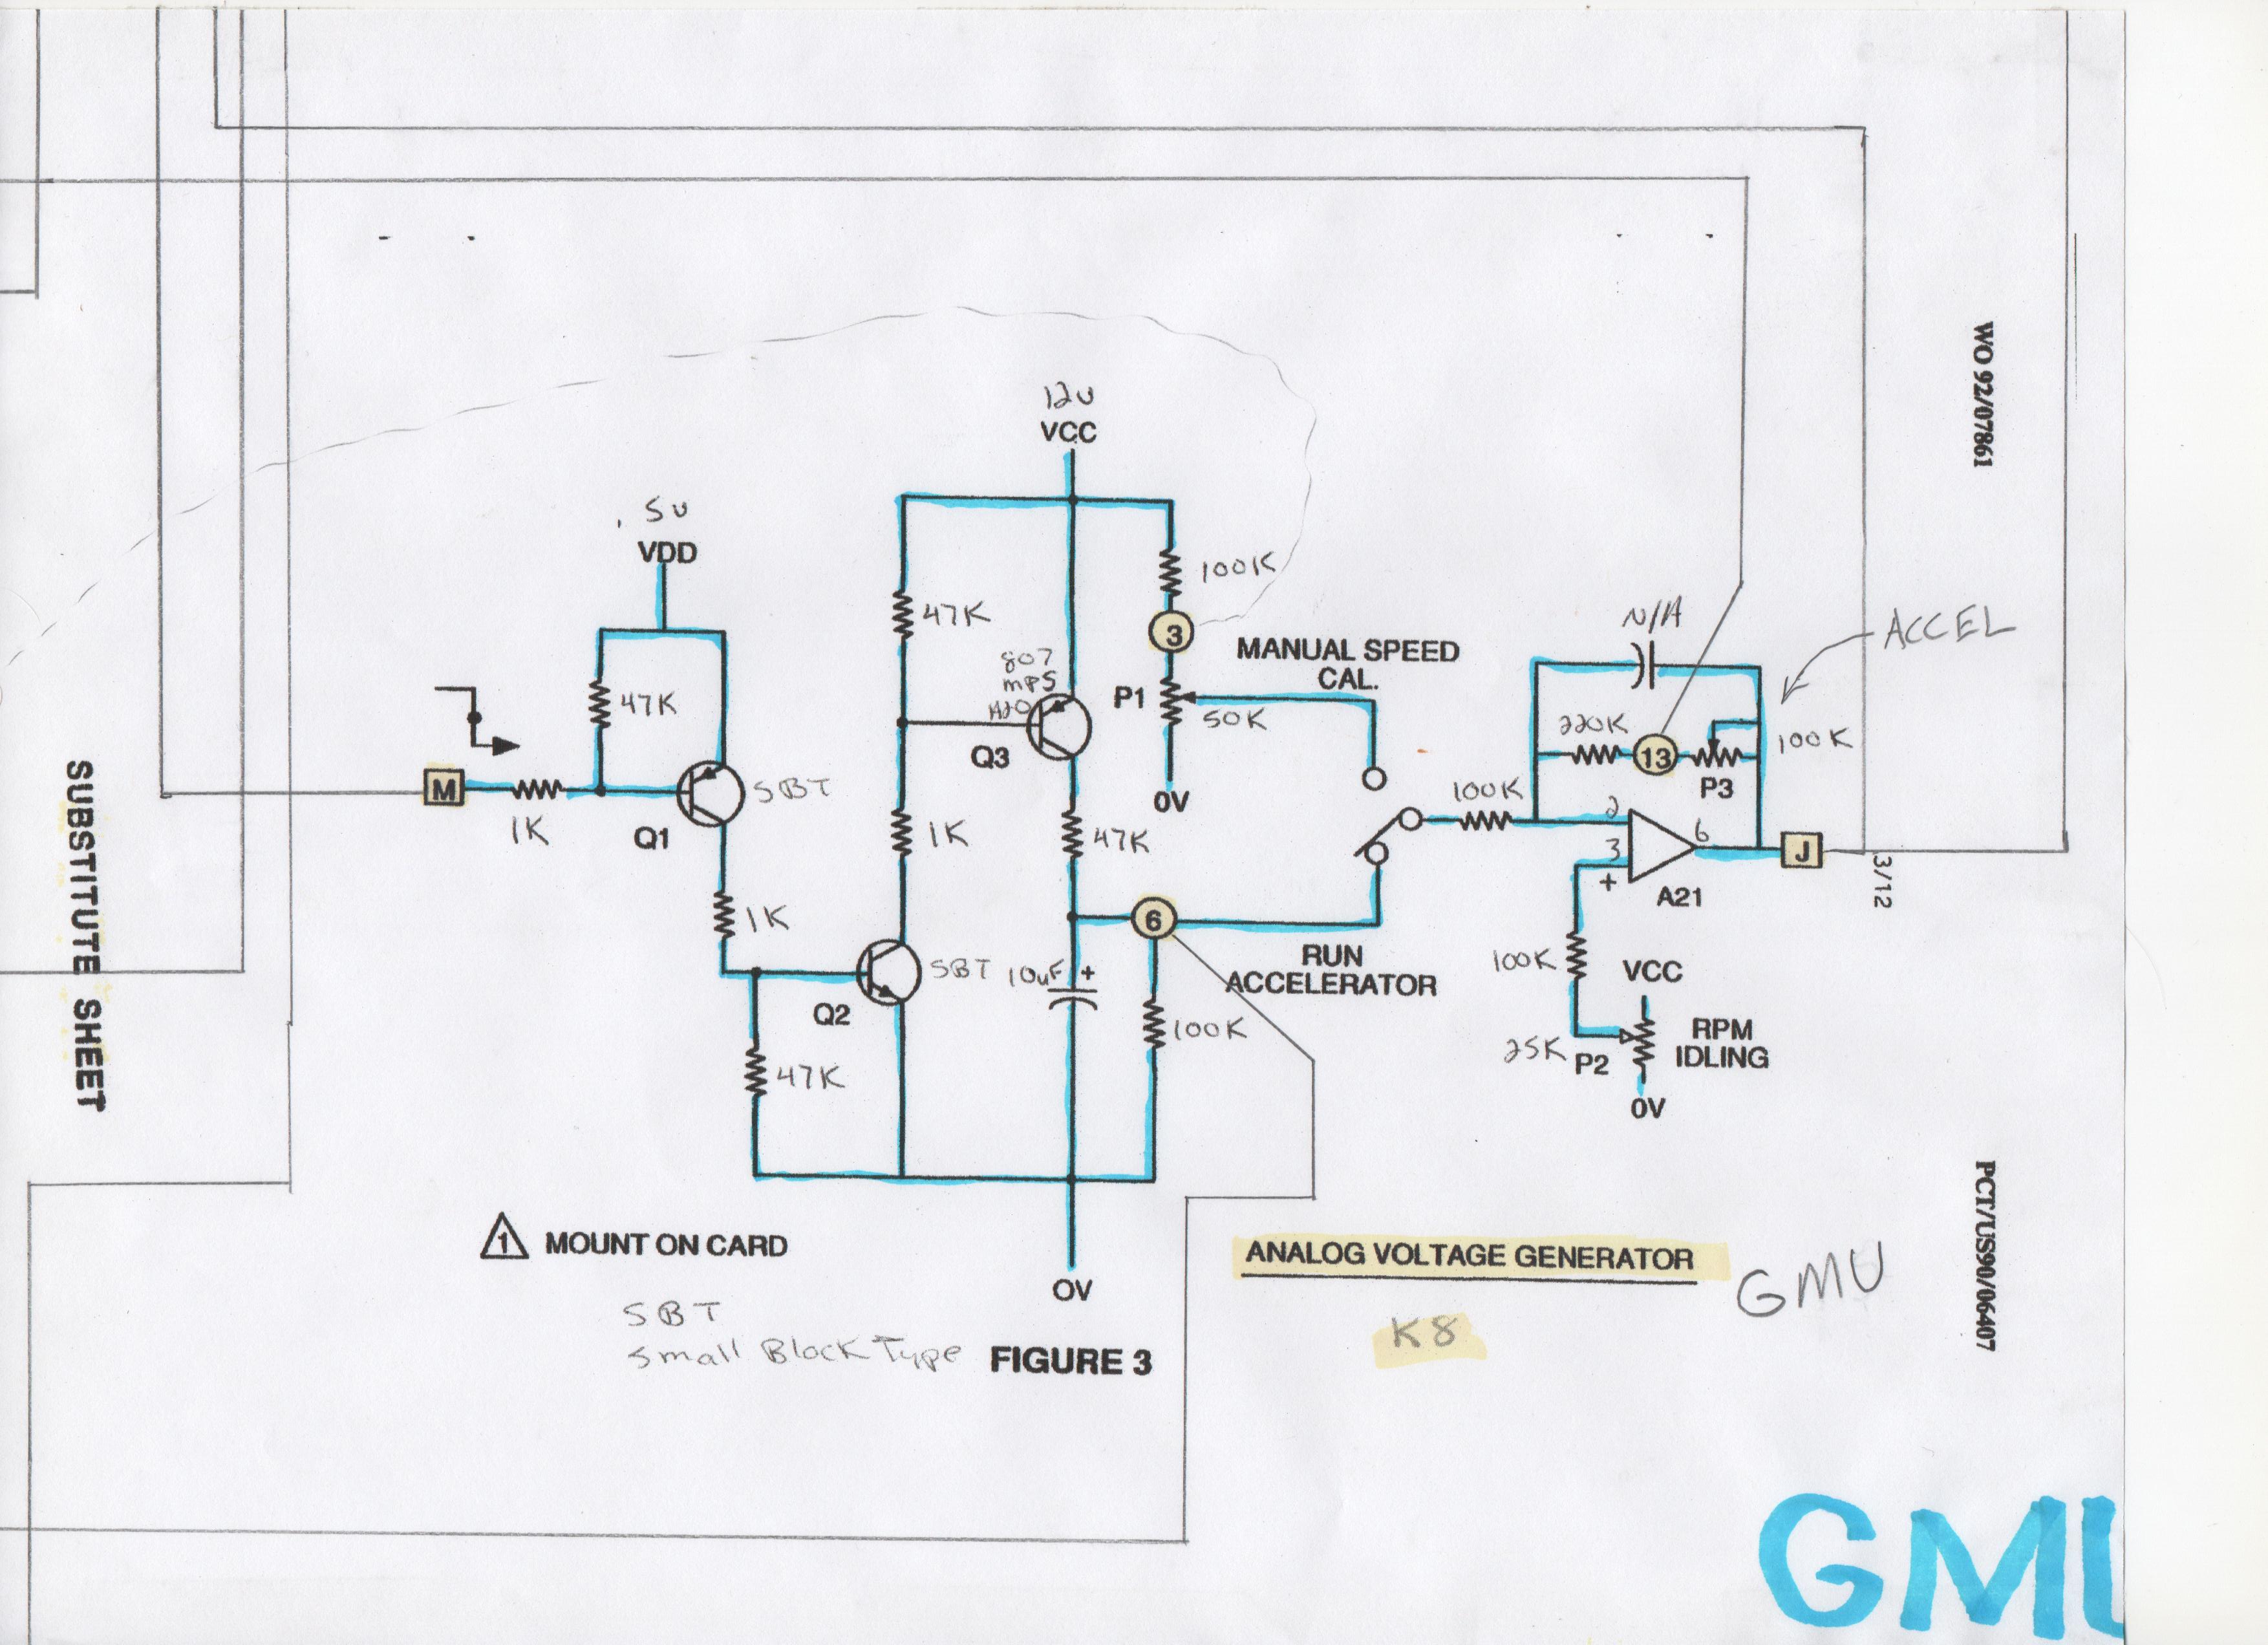 12v
VCC
.5v
VDD
100K
47K
3
N/A
ACCEL
MANUAL SPEED
CAL.
807
MPS
A20
P1
50K
47K
220K
13
100K
P3
Q3
M
1K
Q1
SBT
0V
1K
47K
100K
2
3
6
+
A21
J
1K
6
Q2
SBT
10uF
+
RUN
ACCELERATOR
100K
VCC
100K
47K
25K
P2
RPM
IDLING
0V
1 MOUNT ON CARD
0V
SBT
Small Block Type
FIGURE 3
ANALOG VOLTAGE GENERATOR
GMU
K8
SUBSTITUTE SHEET
WO 92/07861
3/12
PCT/US90/06407
GMU